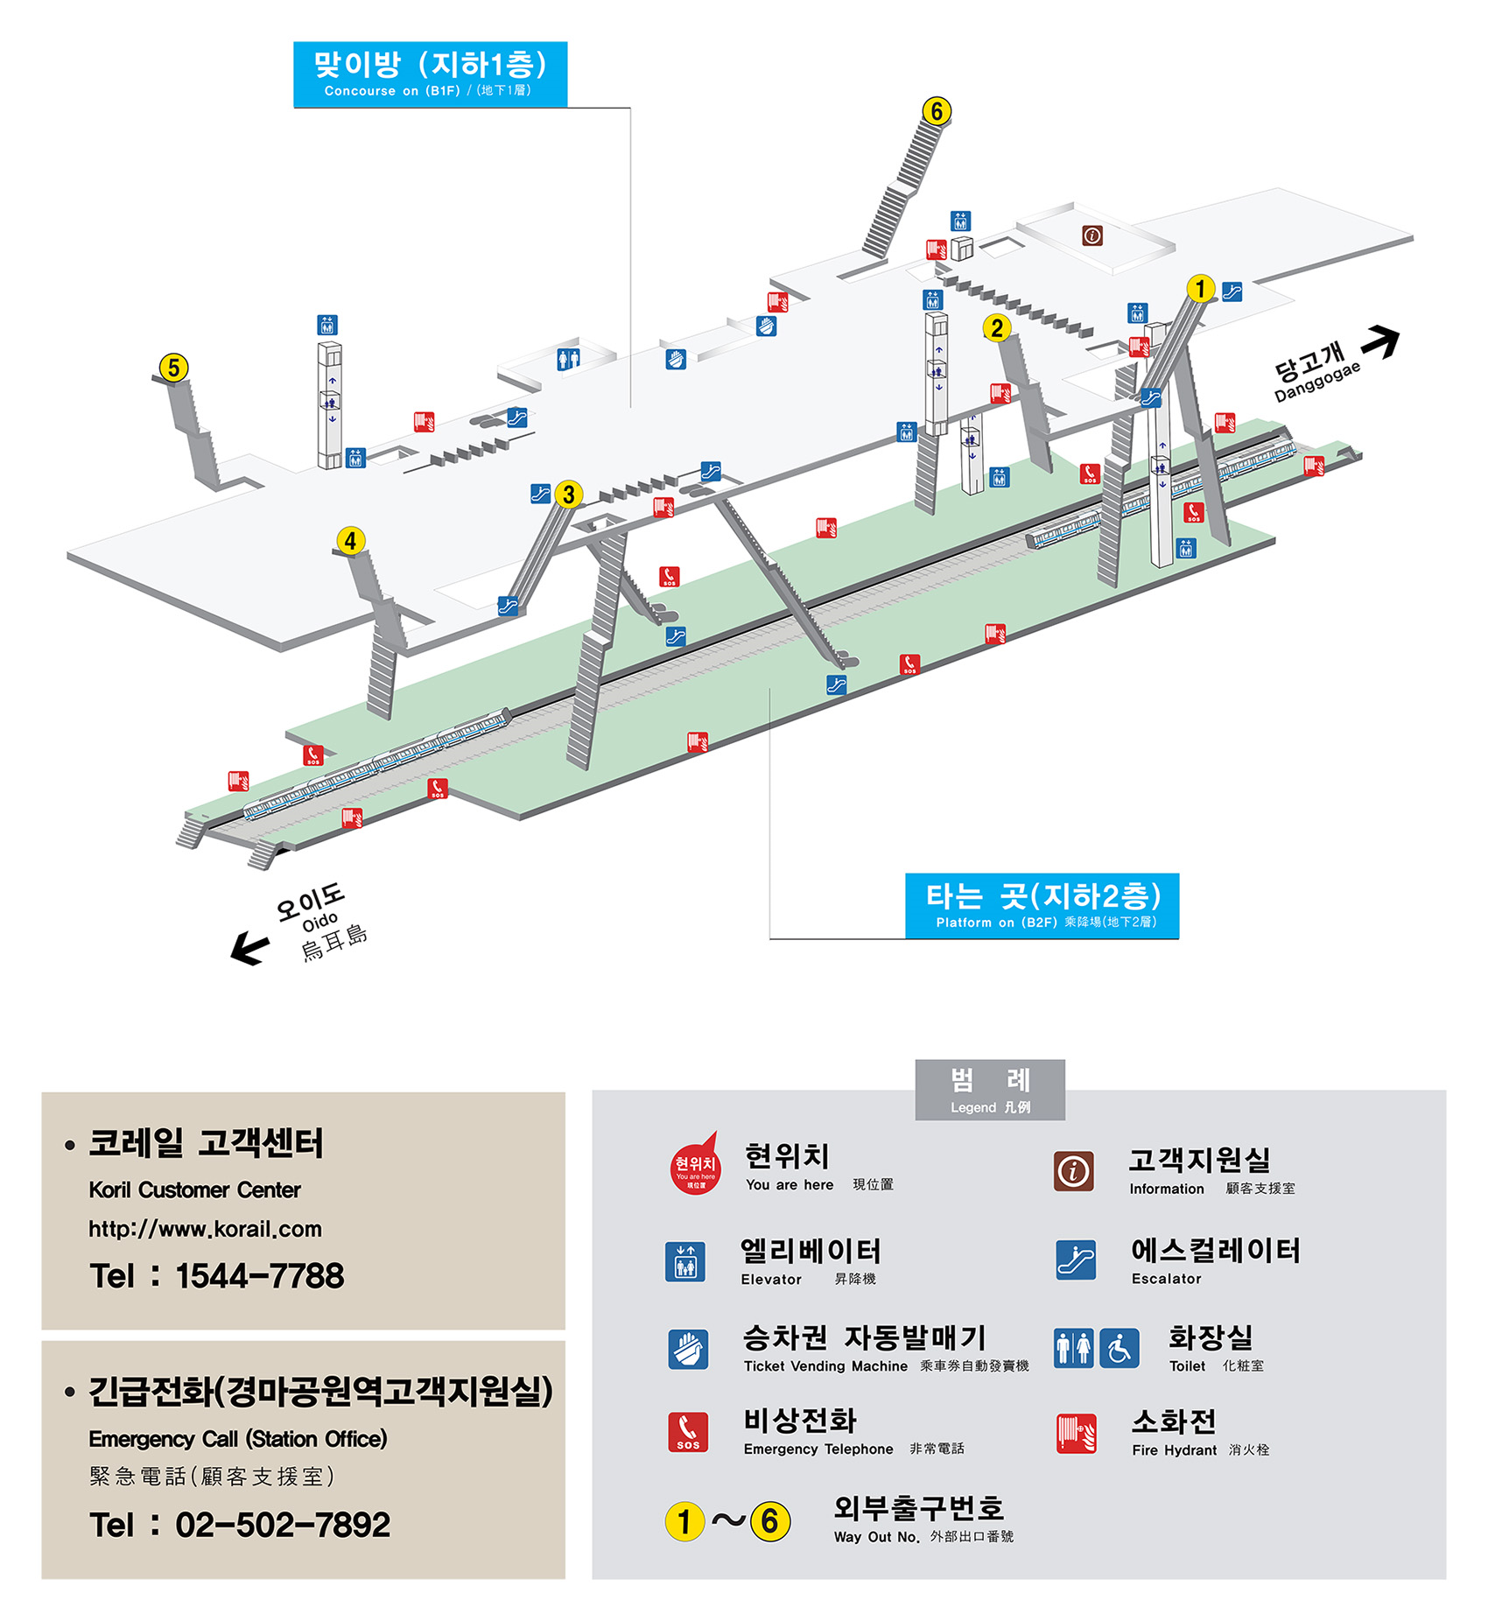 맞이방 (지하1층)
Concourse on (B1F) / (地下1層)
6
1
2
5
3
4
당고개
Danggogae
타는 곳(지하2층)
Platform on (B2F) 乘降場(地下2層)
오이도
Oido
烏耳島
범 례
Legend 凡例
• 코레일 고객센터
Koril Customer Center
http://www.korail.com
Tel : 1544-7788
• 긴급전화(경마공원역고객지원실)
Emergency Call (Station Office)
緊急電話(顧客支援室)
Tel : 02-502-7892
현위치
You are here
現位置
현위치
You are here 現位置
고객지원실
Information 顧客支援室
엘리베이터
Elevator 昇降機
에스컬레이터
Escalator
승차권 자동발매기
Ticket Vending Machine 乘車券自動發賣機
화장실
Toilet 化粧室
SOS
비상전화
Emergency Telephone 非常電話
소화전
Fire Hydrant 消火栓
1~6
외부출구번호
Way Out No. 外部出口番號